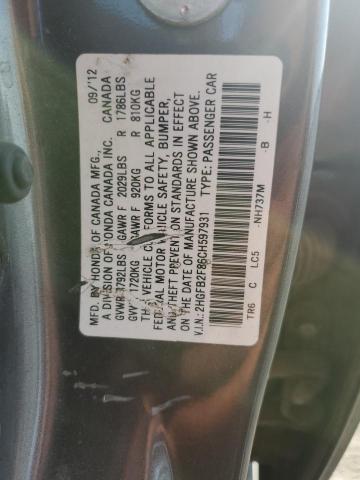 MFD. BY HONDA OF CANADA MFG., 09/'12
A DIVISION OF HONDA CANADA INC. CANADA
GVWR 3792LBS GAWR F 2029LBS R 1786LBS
1720KG GAWR F 920KG R 810KG
VEHICLE CONFORMS TO ALL APPLICABLE
FEDERAL MOTOR VEHICLE SAFETY, BUMPER,
AND THEFT PREVENTION STANDARDS IN EFFECT
ON THE DATE OF MANUFACTURE SHOWN ABOVE.
V.I.N.: 2HGFB2F86CH597931 TYPE: PASSENGER CAR
TR6 C LC5 -NH737M -B -H